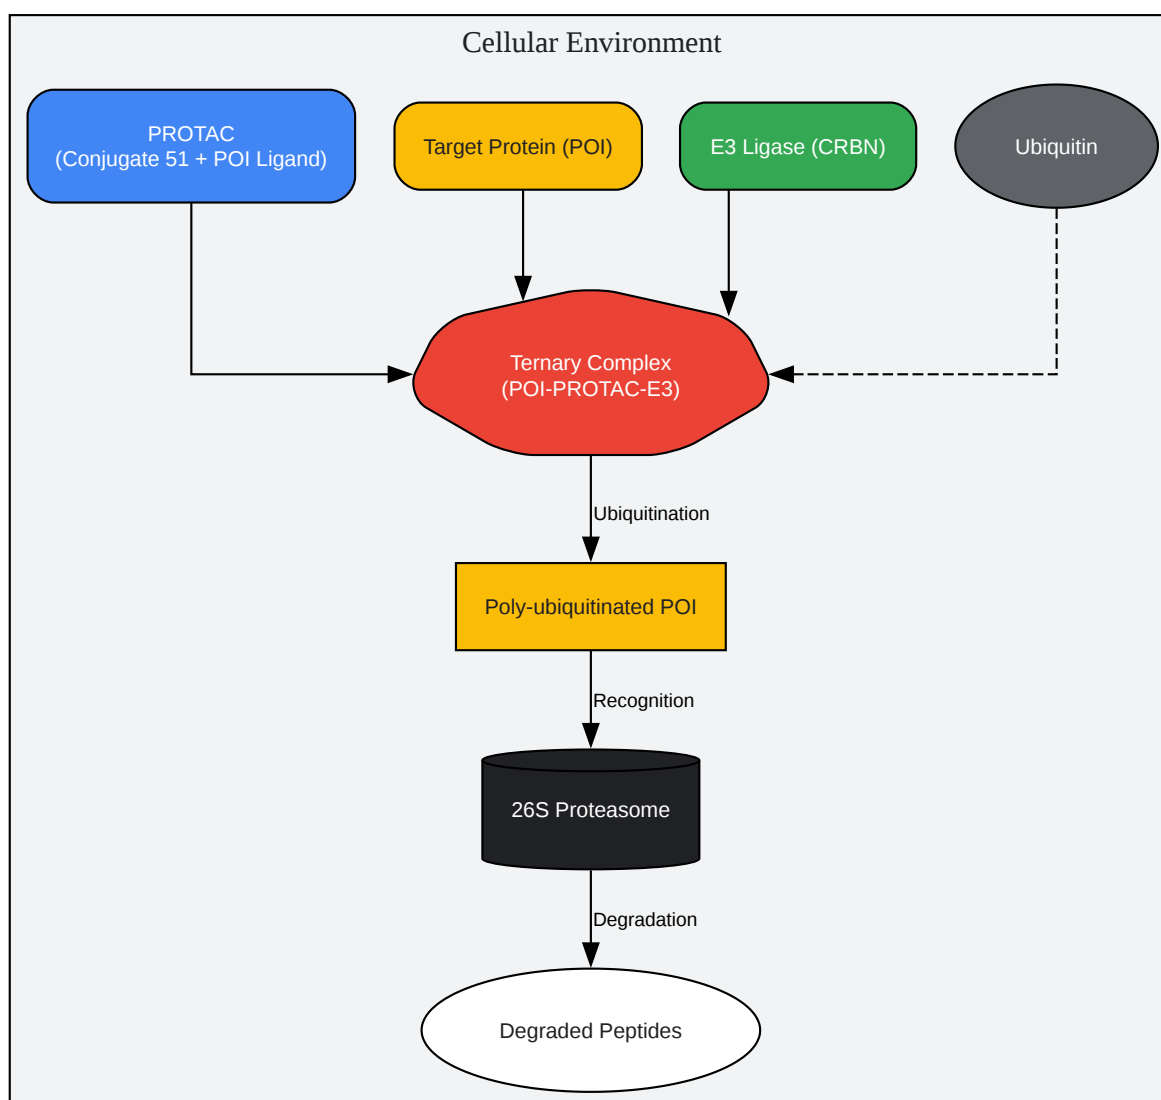 Cellular Environment
PROTAC
(Conjugate 51 + POI Ligand)
Target Protein (POI)
E3 Ligase (CRBN)
Ubiquitin
Ternary Complex
(POI-PROTAC-E3)
Ubiquitination
Poly-ubiquitinated POI
Recognition
26S Proteasome
Degradation
Degraded Peptides